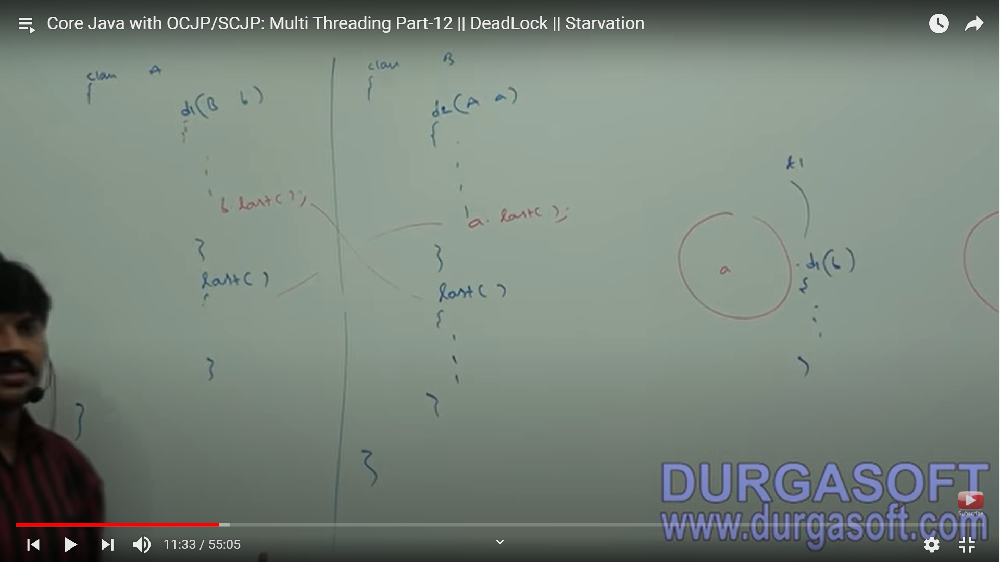 Core Java with OCJP/SCJP: Multi Threading Part-12 || DeadLock || Starvation
class A
{
d1(B b)
{
b.last();
}
last()
{
}
}
class B
{
d2(A a)
{
a.last();
}
last()
{
}
}
t1
a
.d1(b)
{
}
DURGASOFT
www.durgasoft.com
Subscribe
11:33 / 55:05